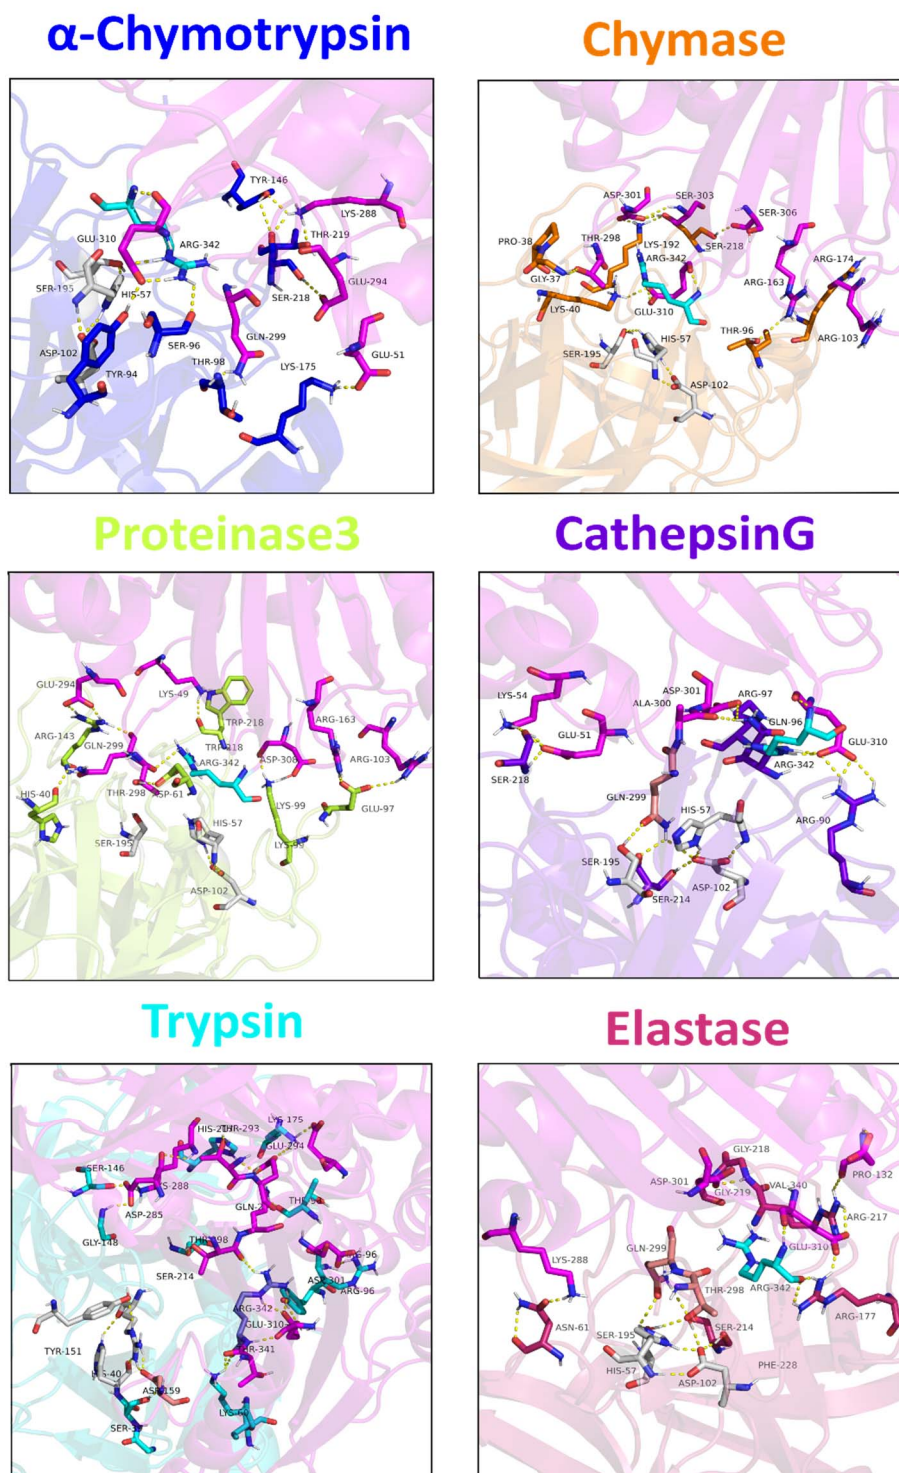 α-Chymotrypsin
Chymase
TYR-146
LYS-288
GLU-310
ARG-342
THR-219
SER-195
HIS-57
SER-218
GLU-294
ASP-102
SER-96
GLN-299
TYR-94
THR-98
LYS-175
GLU-51
ASP-301
SER-303
SER-306
PRO-38
THR-298
LYS-192
SER-218
GLY-37
ARG-342
ARG-163
ARG-174
LYS-40
GLU-310
THR-96
ARG-103
SER-195
HIS-57
ASP-102
Proteinase3
CathepsinG
GLU-294
LYS-49
ARG-143
TRP-218
ARG-163
GLN-299
TRP-218
ARG-342
ARG-103
THR-298
ASP-61
HIS-40
LYS-99
GLU-97
SER-195
HIS-57
ASP-102
LYS-54
ASP-301
ARG-97
ALA-300
GLN-96
GLU-51
GLU-310
SER-218
ARG-342
GLN-299
HIS-57
ARG-90
SER-195
SER-214
ASP-102
Trypsin
Elastase
LYS-175
THR-293
SER-146
GLU-294
ASP-285
GLY-148
SER-214
ARG-96
ARG-342
GLU-310
THR-341
TYR-151
LYS-60
GLY-218
ASP-301
PRO-132
GLY-219
VAL-340
ARG-217
GLN-299
GLU-310
LYS-288
THR-298
ARG-342
ASN-61
ARG-177
SER-195
SER-214
HIS-57
ASP-102
PHE-228